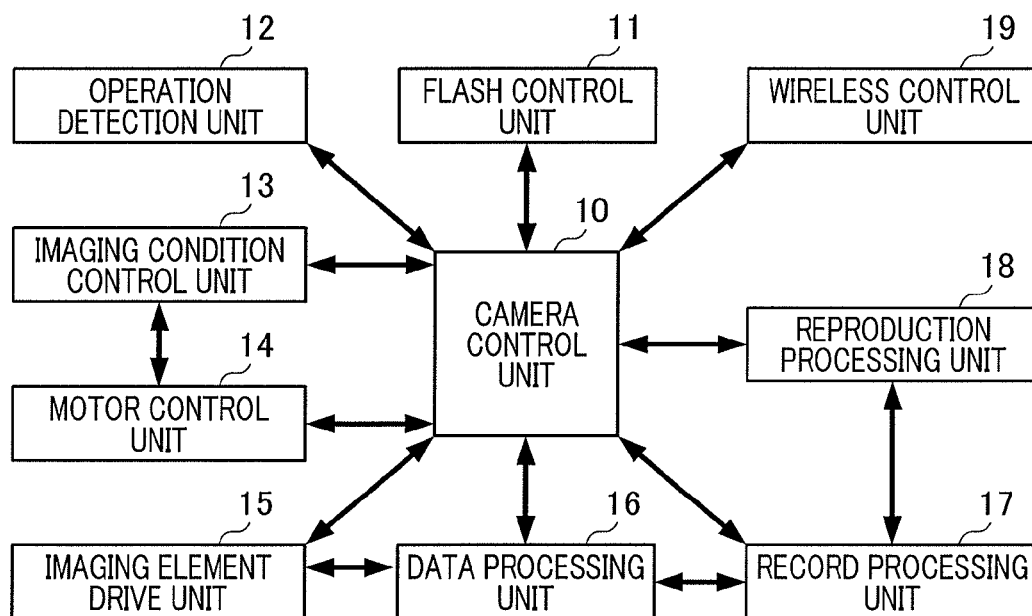 12
OPERATION
DETECTION UNIT
11
FLASH CONTROL
UNIT
19
WIRELESS CONTROL
UNIT
13
IMAGING CONDITION
CONTROL UNIT
10
CAMERA
CONTROL
UNIT
18
REPRODUCTION
PROCESSING UNIT
14
MOTOR CONTROL
UNIT
15
IMAGING ELEMENT
DRIVE UNIT
16
DATA PROCESSING
UNIT
17
RECORD PROCESSING
UNIT